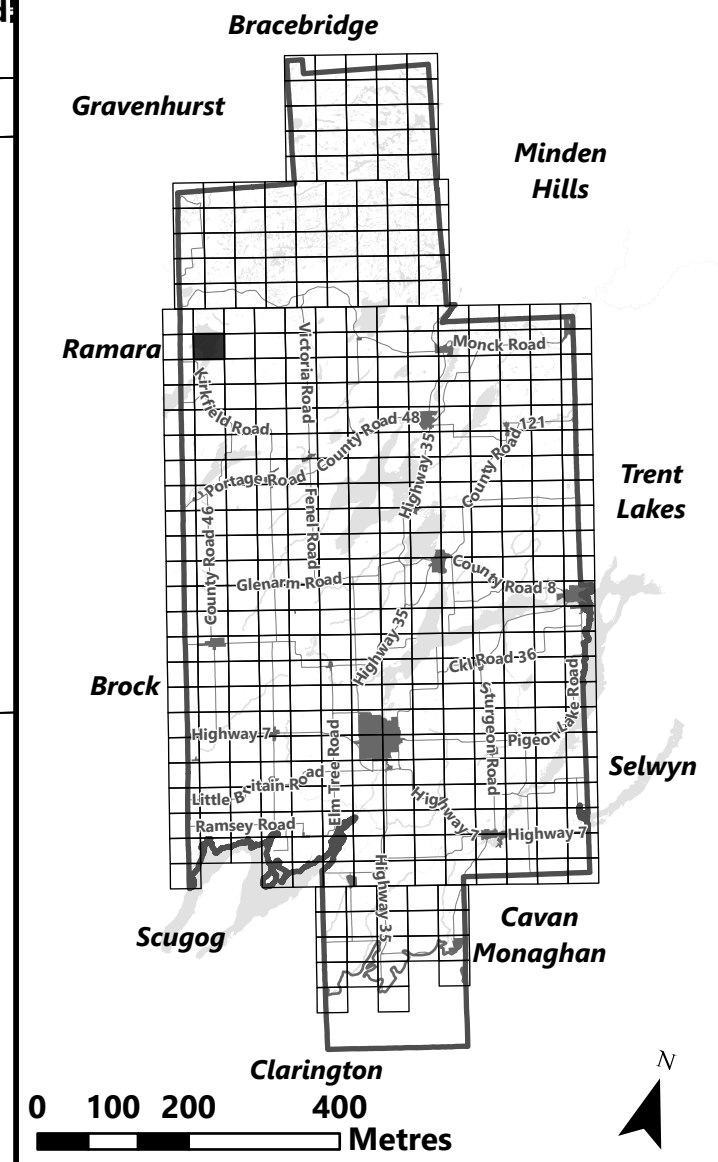 Bracebridge
Gravenhurst
Minden
Hills
Ramara
Monck Road
Victoria Road
Kirkfield Road
County Road 48
County Road 121
Highway 35
Portage Road
Trent
Lakes
Fenel Road
County Road 46
Glenarm Road
County Road 8
Highway 35
Ckl Road 36
Brock
Sturgeon Road
Pigeon Lake Road
Highway 7
Elm Tree Road
Selwyn
Little Britain Road
Highway 7
Ramsey Road
Highway 7
Highway 35
Scugog
Cavan
Monaghan
Clarington
N
0 100 200 400
Metres